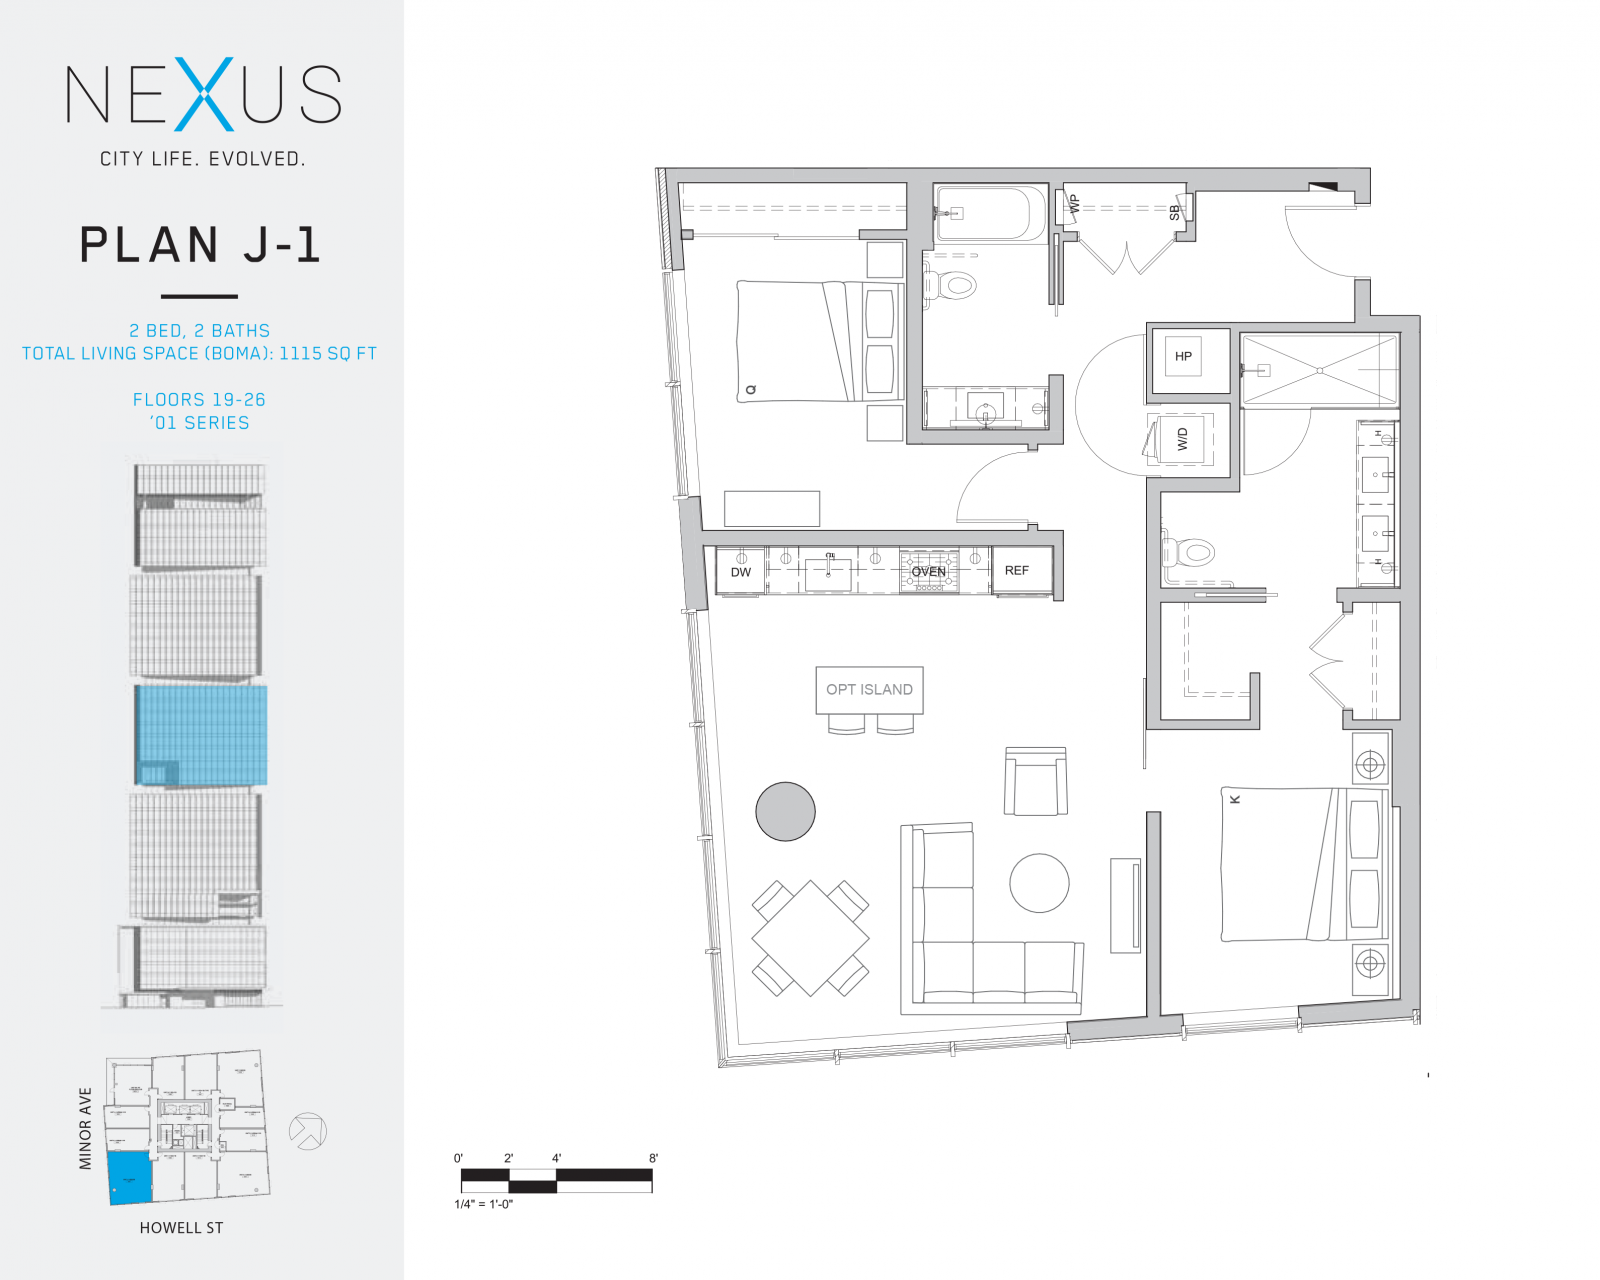 NEXUS
CITY LIFE. EVOLVED.
PLAN J-1
2 BED, 2 BATHS
TOTAL LIVING SPACE (BOMA): 1115 SQ FT
FLOORS 19-26
’01 SERIES
MINOR AVE
HOWELL ST
WP
SB
HP
Q
W/D
H
H
DW
OVEN
REF
OPT ISLAND
K
0' 2' 4' 8'
1/4" = 1'-0"